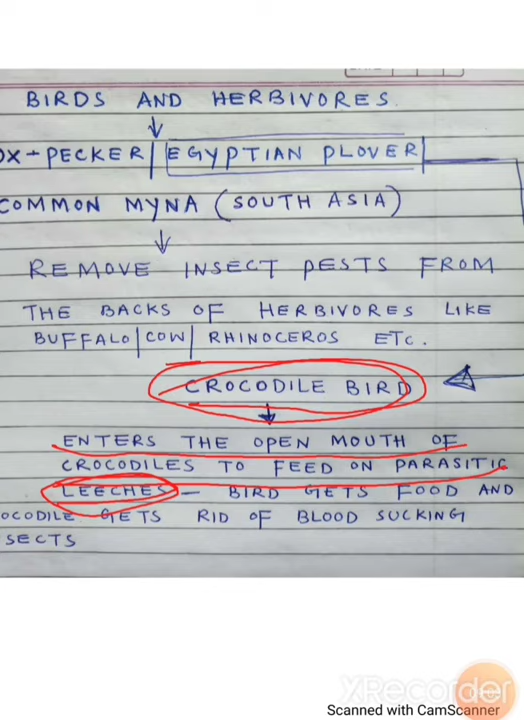 BIRDS AND HERBIVORES.
OX-PECKER | EGYPTIAN PLOVER |
COMMON MYNA (SOUTH ASIA)
REMOVE INSECT PESTS FROM
THE BACKS OF HERBIVORES LIKE
BUFFALO | COW | RHINOCEROS ETC.
CROCODILE BIRD
ENTERS THE OPEN MOUTH OF
CROCODILES TO FEED ON PARASITIC
LEECHES - BIRD GETS FOOD AND
OCODILE GETS RID OF BLOOD SUCKING
SECTS
XRecorder
Scanned with CamScanner